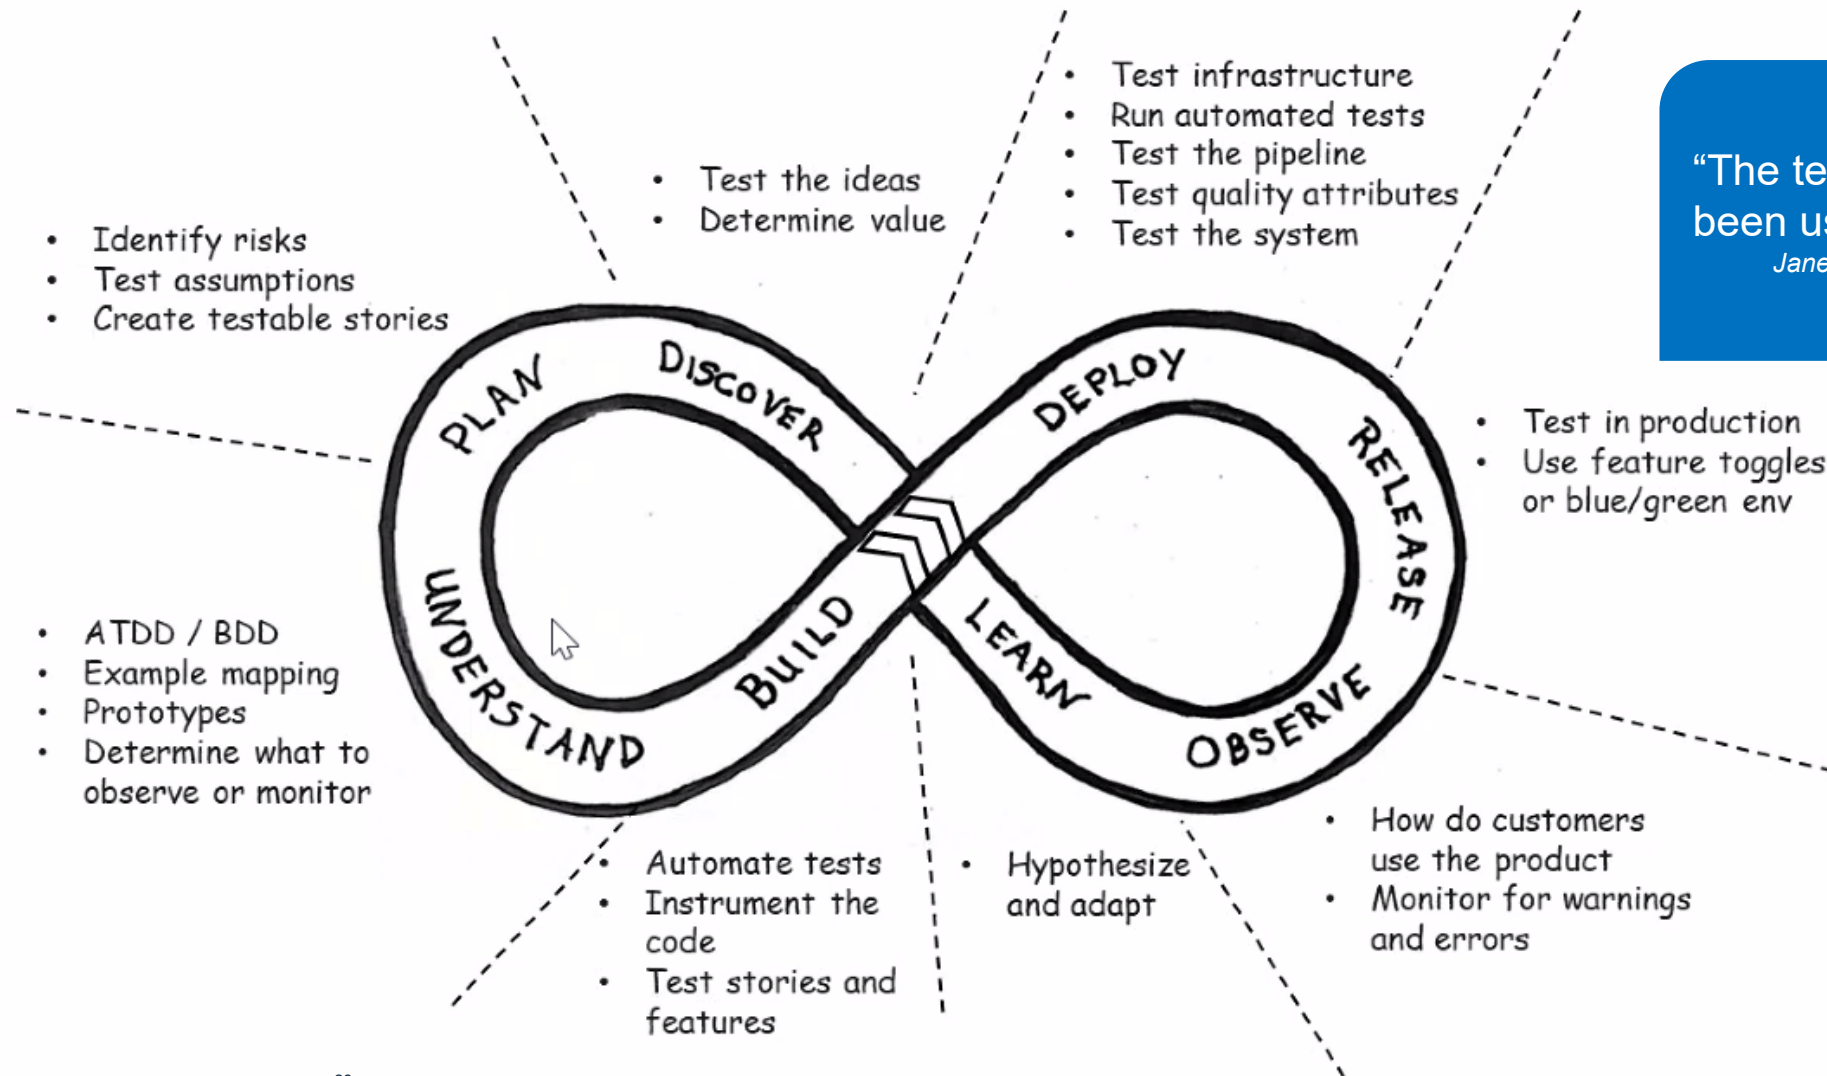 • Identify risks
• Test assumptions
• Create testable stories
• Test the ideas
• Determine value
• Test infrastructure
• Run automated tests
• Test the pipeline
• Test quality attributes
• Test the system
“The te
been us
Jane
PLAN
DISCOVER
DEPLOY
RELEASE
OBSERVE
LEARN
BUILD
UNDERSTAND
• Test in production
• Use feature toggles
or blue/green env
• ATDD / BDD
• Example mapping
• Prototypes
• Determine what to
observe or monitor
• Automate tests
• Instrument the
code
• Test stories and
features
• Hypothesize
and adapt
• How do customers
use the product
• Monitor for warnings
and errors
”